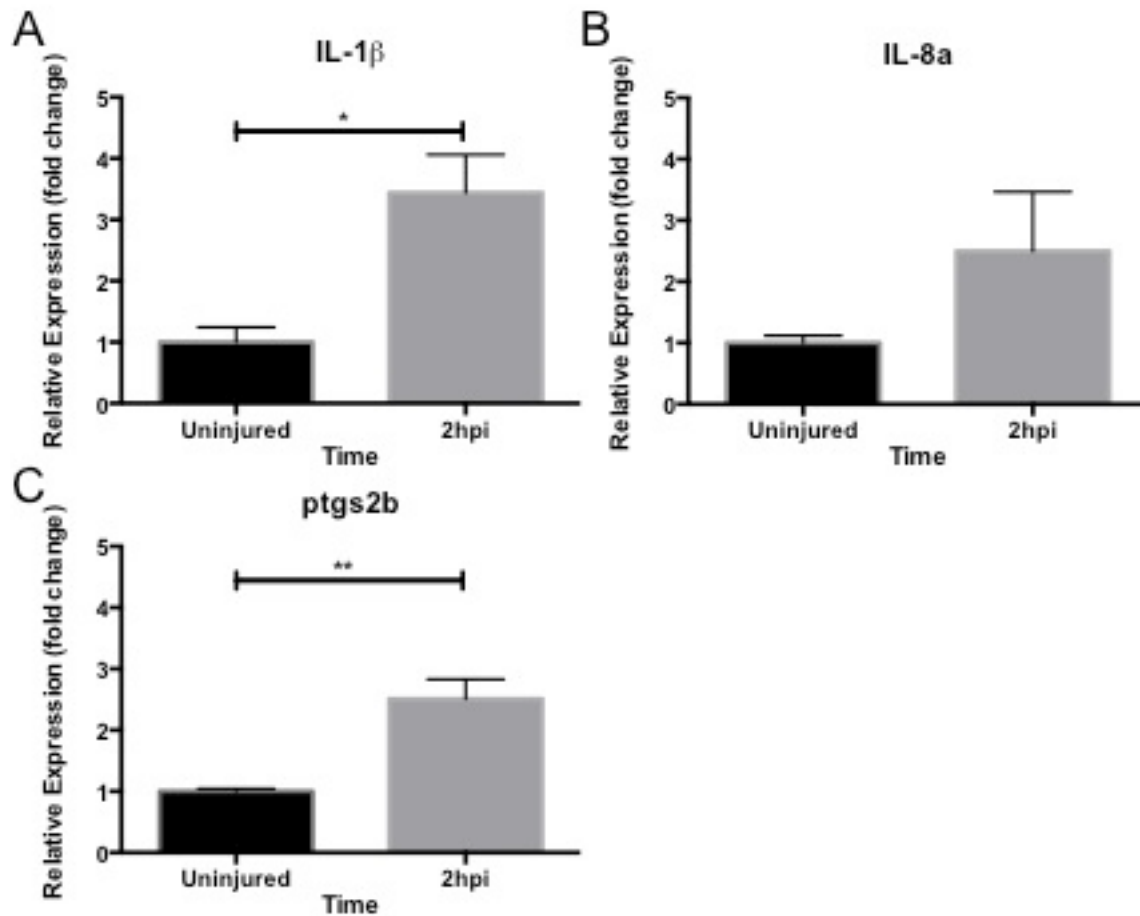 A
IL-1β
Relative Expression (fold change)
5
4
3
2
1
0
*
Uninjured 2hpi
Time
B
IL-8a
Relative Expression (fold change)
5
4
3
2
1
0
Uninjured 2hpi
Time
C
ptgs2b
Relative Expression (fold change)
5
4
3
2
1
0
**
Uninjured 2hpi
Time